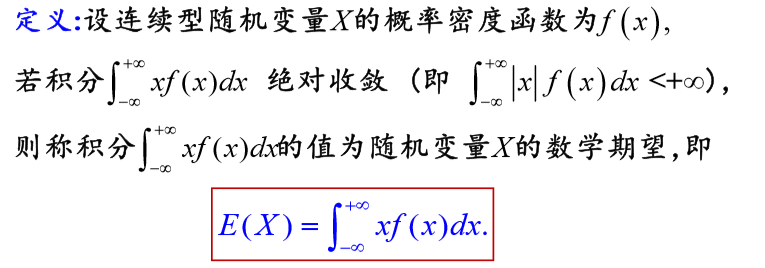 定义:设连续型随机变量X的概率密度函数为f(x),
若积分∫_{-∞}^{+∞} xf(x)dx 绝对收敛 (即 ∫_{-∞}^{+∞} |x| f(x)dx <+∞),
则称积分∫_{-∞}^{+∞} xf(x)dx的值为随机变量X的数学期望,即
E(X) = ∫_{-∞}^{+∞} xf(x)dx.